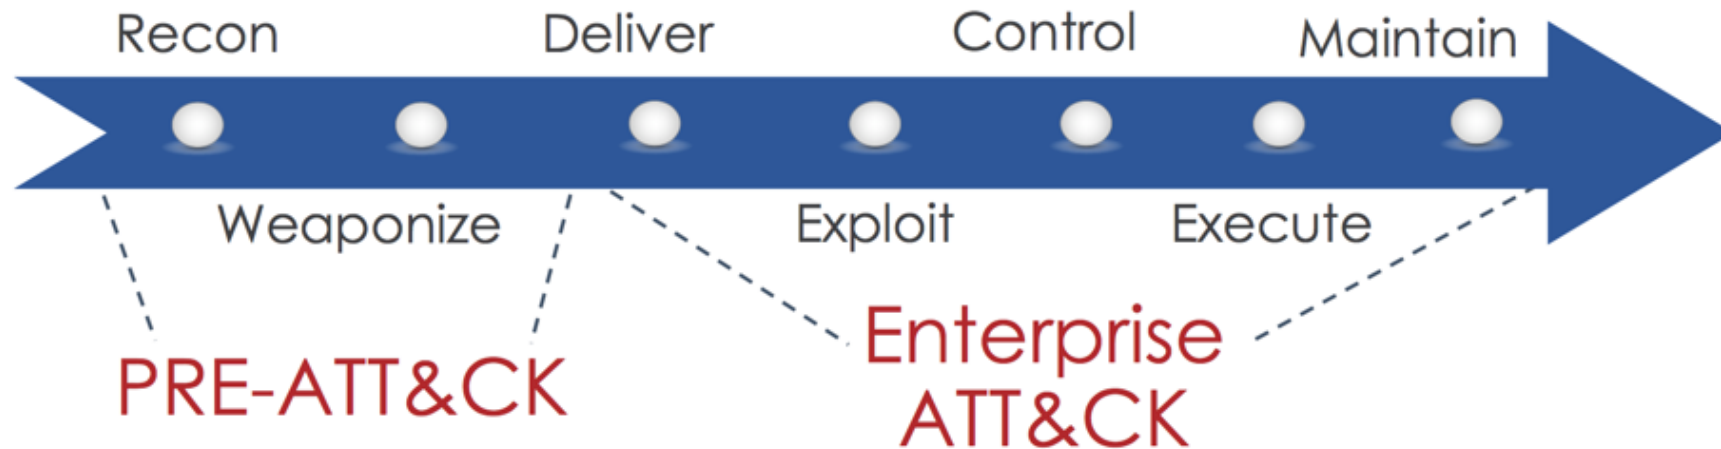 Recon
Deliver
Control
Maintain
Weaponize
Exploit
Execute
PRE-ATT&CK
Enterprise
ATT&CK